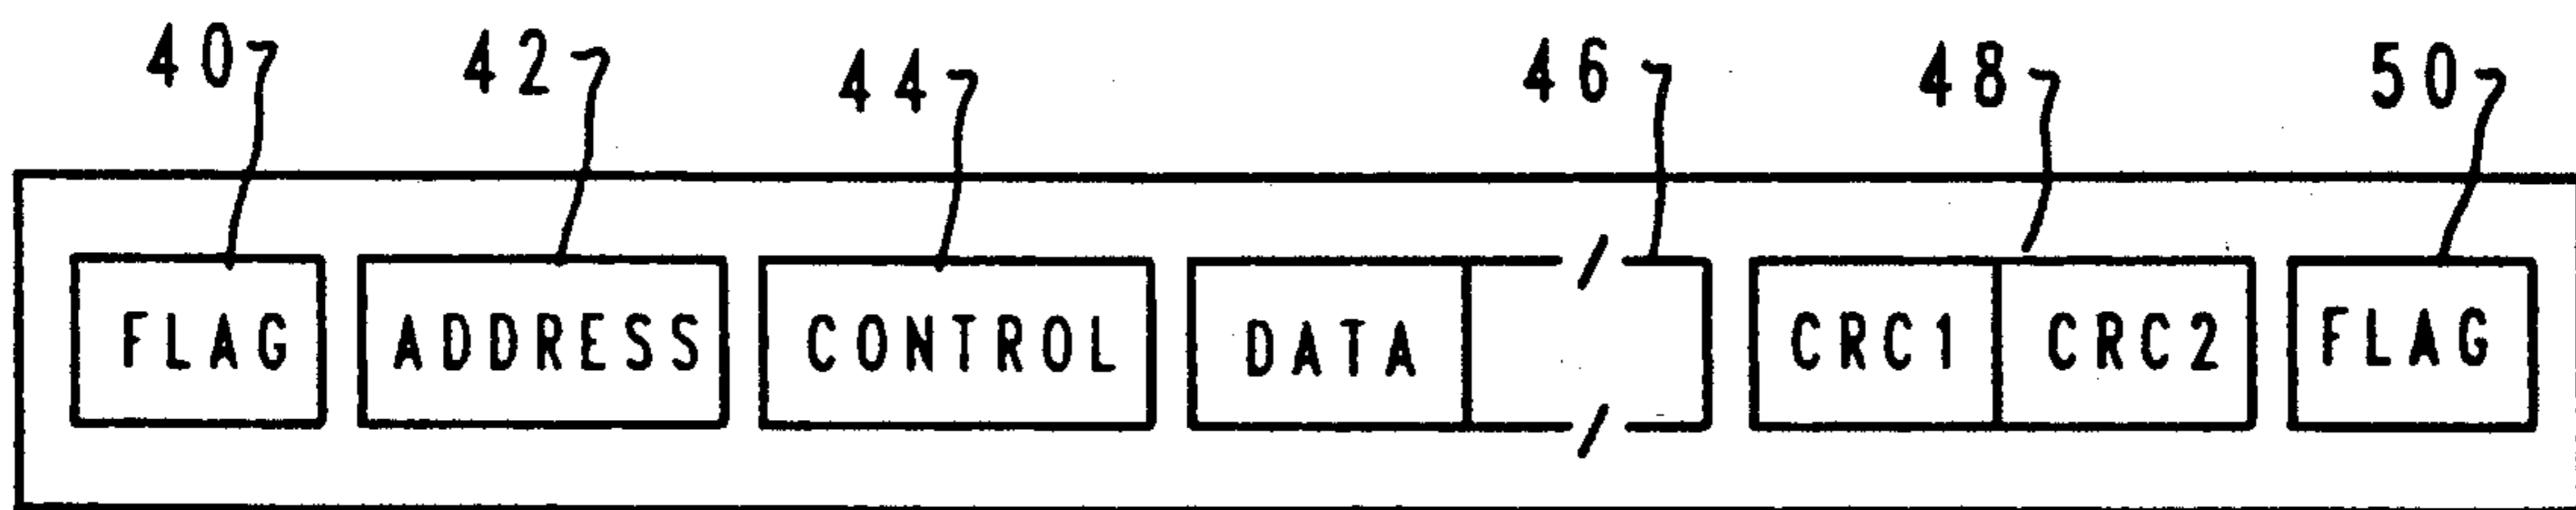 40 42 44 46 48 50
FLAG ADDRESS CONTROL DATA CRC1 CRC2 FLAG